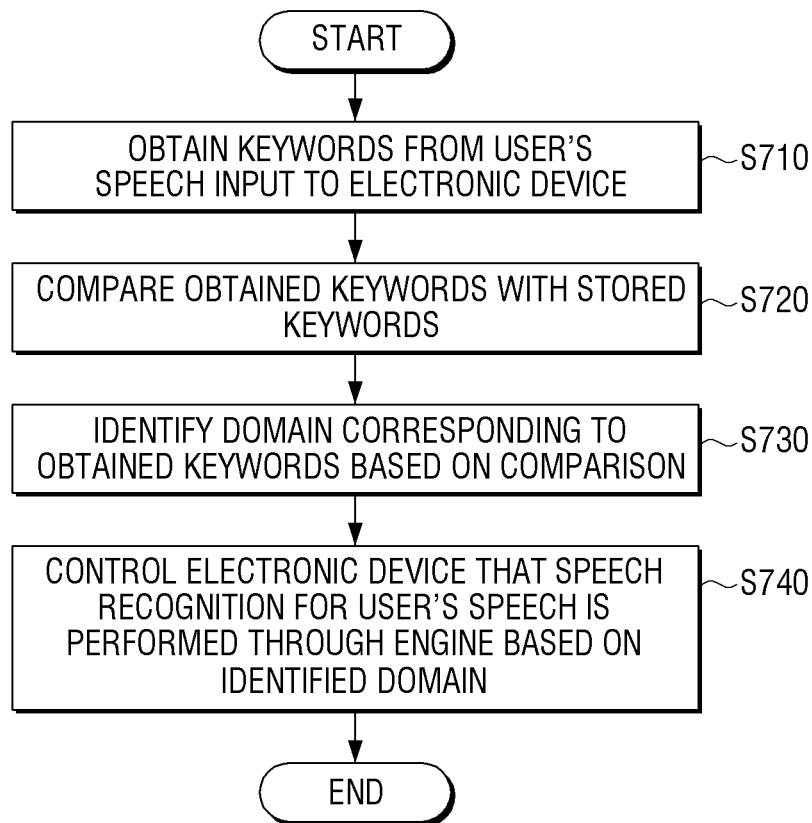 START
OBTAIN KEYWORDS FROM USER'S
SPEECH INPUT TO ELECTRONIC DEVICE
S710
COMPARE OBTAINED KEYWORDS WITH STORED
KEYWORDS
S720
IDENTIFY DOMAIN CORRESPONDING TO
OBTAINED KEYWORDS BASED ON COMPARISON
S730
CONTROL ELECTRONIC DEVICE THAT SPEECH
RECOGNITION FOR USER'S SPEECH IS
PERFORMED THROUGH ENGINE BASED ON
IDENTIFIED DOMAIN
S740
END